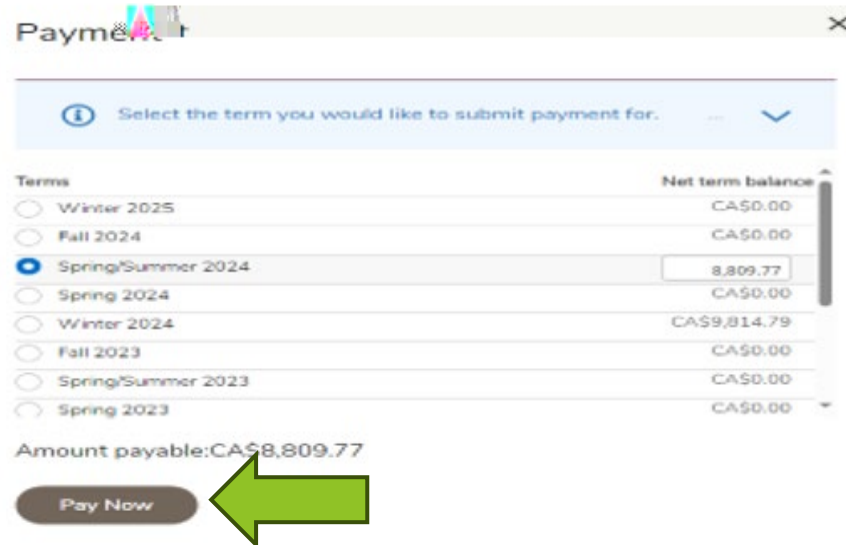 Payment
Select the term you would like to submit payment for. ...
Terms Net term balance
Winter 2025 CA$0.00
Fall 2024 CA$0.00
Spring/Summer 2024 8,809.77
Spring 2024 CA$0.00
Winter 2024 CA$9,814.79
Fall 2023 CA$0.00
Spring/Summer 2023 CA$0.00
Spring 2023 CA$0.00
Amount payable:CA$8,809.77
Pay Now